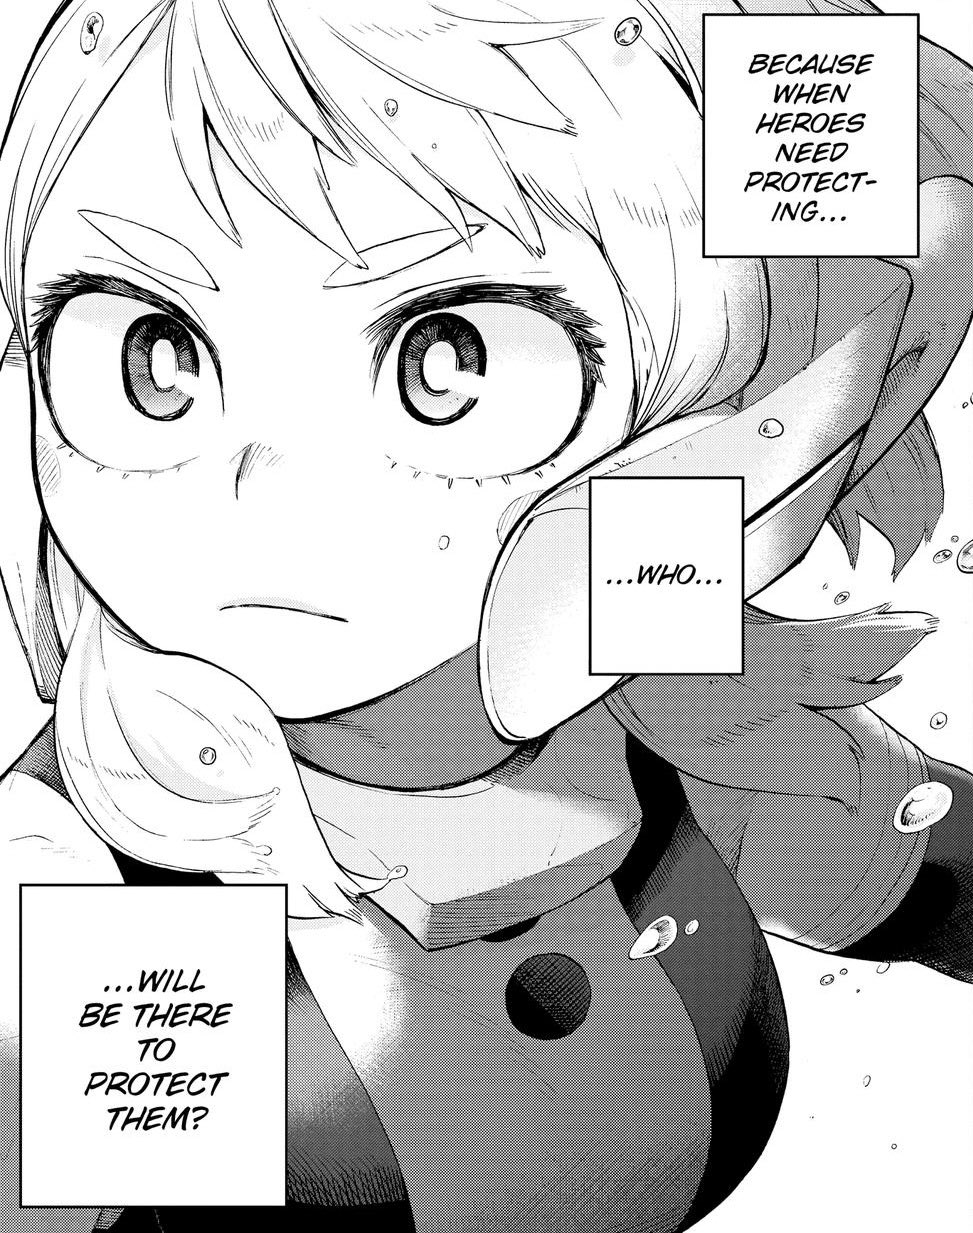 BECAUSE
WHEN
HEROES
NEED
PROTECT-
ING...
...WHO...
...WILL
BE THERE
TO
PROTECT
THEM?